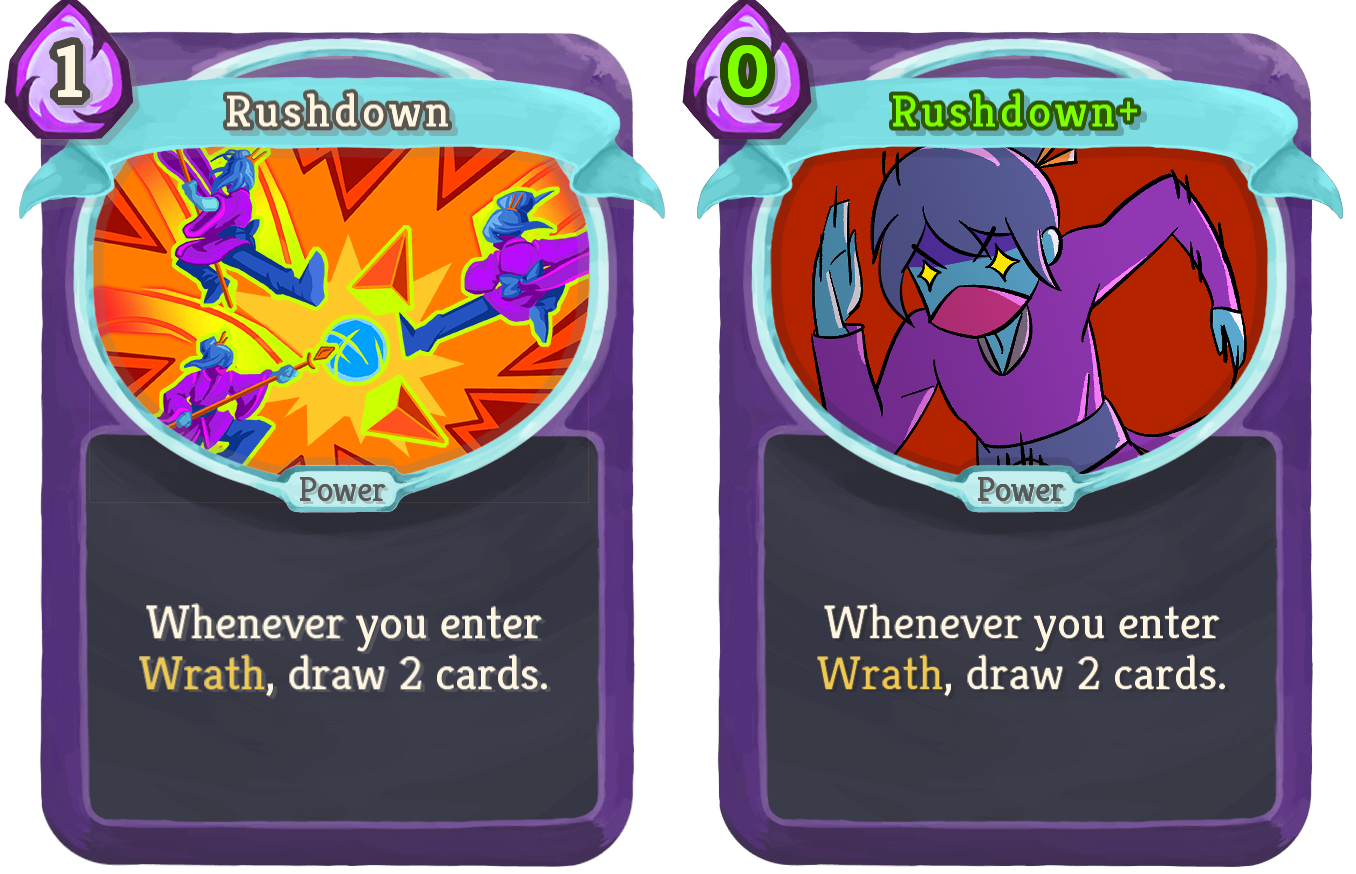 1
Rushdown
Power
Whenever you enter
Wrath, draw 2 cards.
0
Rushdown+
Power
Whenever you enter
Wrath, draw 2 cards.